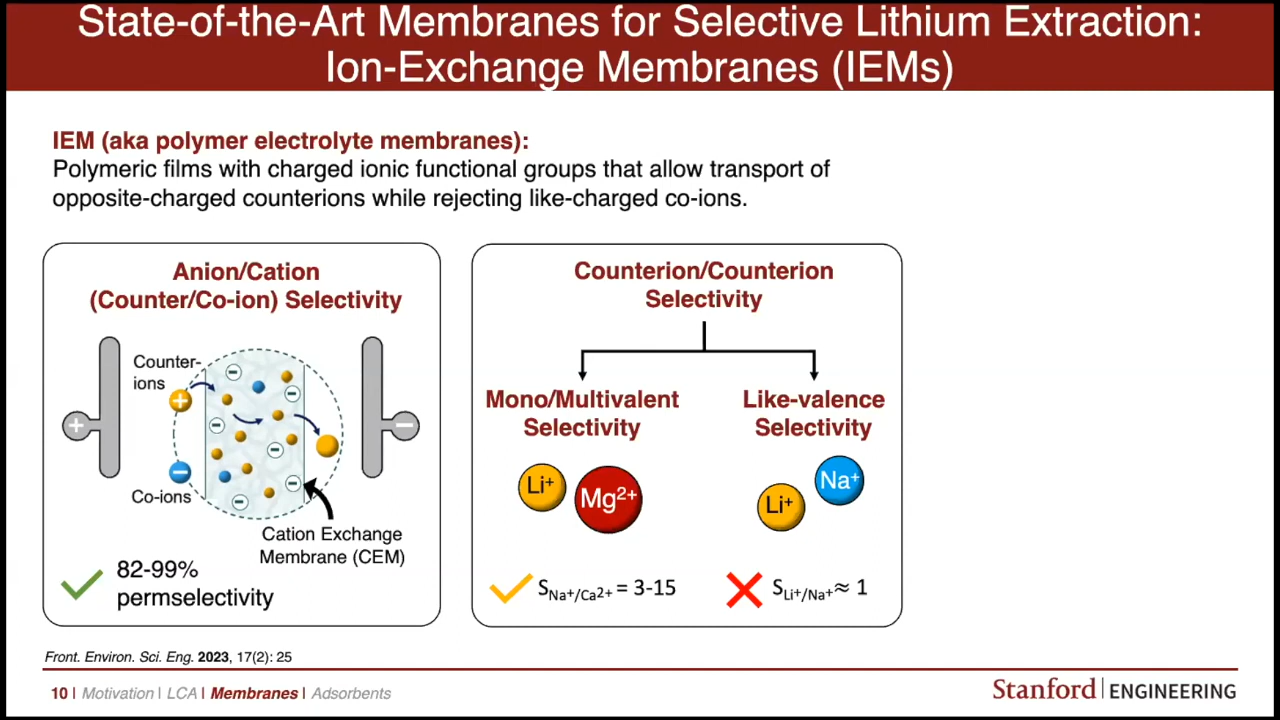 State-of-the-Art Membranes for Selective Lithium Extraction:
Ion-Exchange Membranes (IEMs)
IEM (aka polymer electrolyte membranes):
Polymeric films with charged ionic functional groups that allow transport of
opposite-charged counterions while rejecting like-charged co-ions.
Anion/Cation
(Counter/Co-ion) Selectivity
Counter-
ions
+
+
−
−
−
−
−
−
−
−
−
Co-ions
Cation Exchange
Membrane (CEM)
82-99%
permselectivity
Counterion/Counterion
Selectivity
Mono/Multivalent
Selectivity
Li⁺
Mg²⁺
S_Na⁺/Ca²⁺ = 3-15
Like-valence
Selectivity
Li⁺
Na⁺
S_Li⁺/Na⁺ ≈ 1
Front. Environ. Sci. Eng. 2023, 17(2): 25
10 | Motivation | LCA | Membranes | Adsorbents
Stanford | ENGINEERING